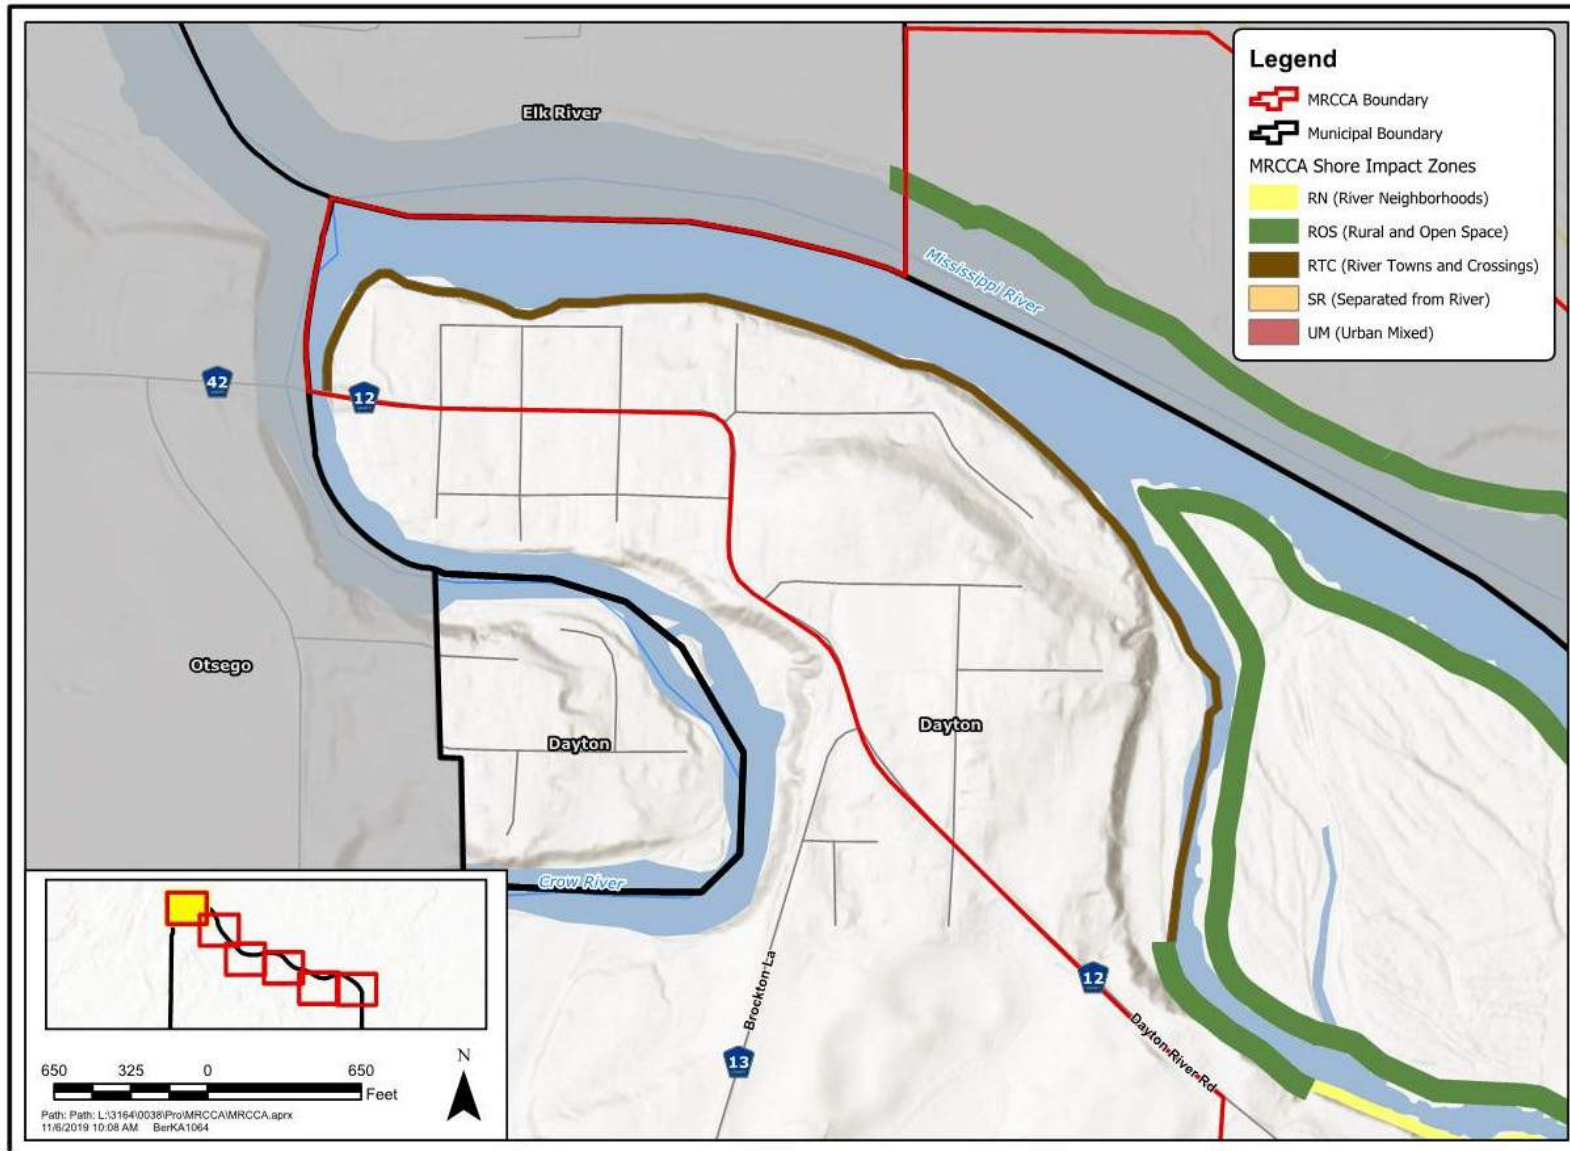 Elk River
Legend
MRCCA Boundary
Municipal Boundary
MRCCA Shore Impact Zones
RN (River Neighborhoods)
ROS (Rural and Open Space)
RTC (River Towns and Crossings)
SR (Separated from River)
UM (Urban Mixed)
Mississippi River
42
12
Otsego
Dayton
Dayton
Crow River
Brockton La
12
Dayton River Rd
13
650 325 0 650
Feet
N
Path: Path: L:\3164\0038\Pro\MRCCA\MRCCA.aprx
11/6/2019 10:08 AM BerKA1064